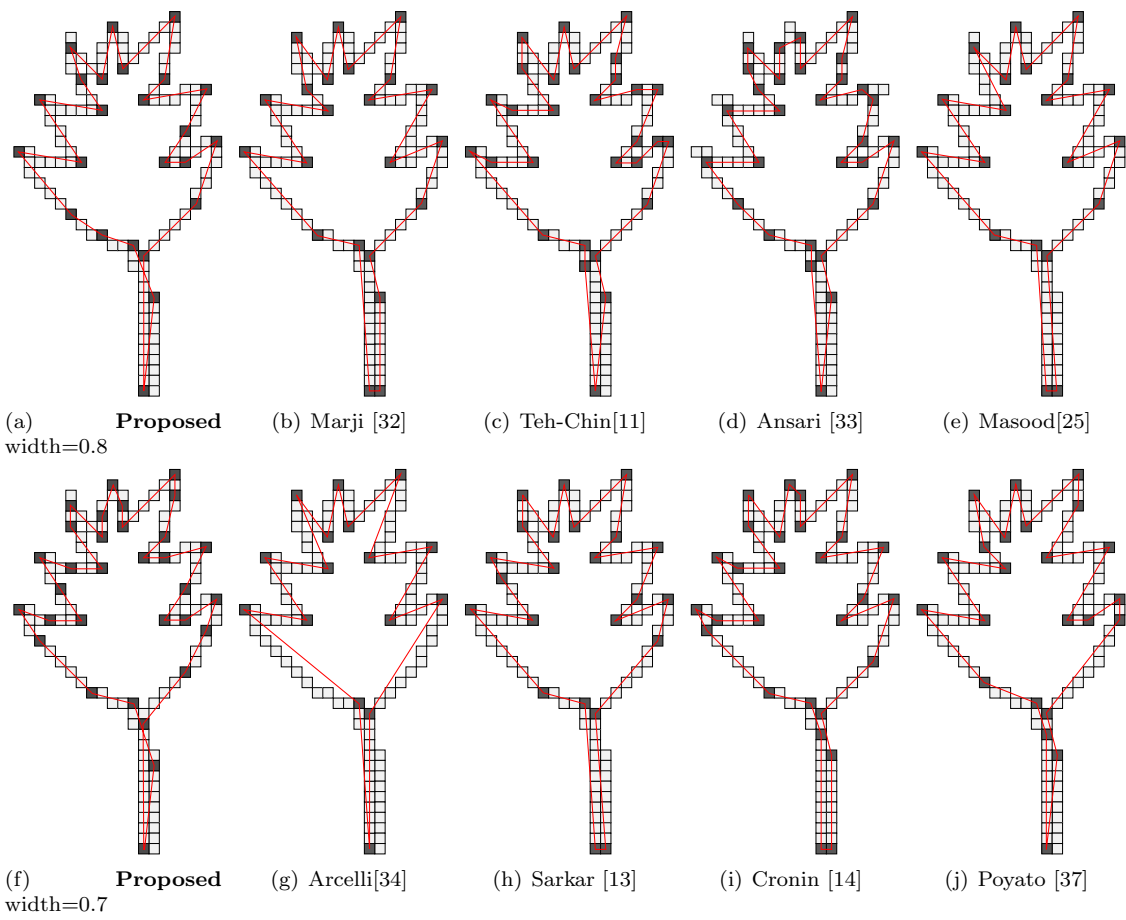 (a) Proposed
width=0.8
(b) Marji [32]
(c) Teh-Chin[11]
(d) Ansari [33]
(e) Masood[25]
(f) Proposed
width=0.7
(g) Arcelli[34]
(h) Sarkar [13]
(i) Cronin [14]
(j) Poyato [37]